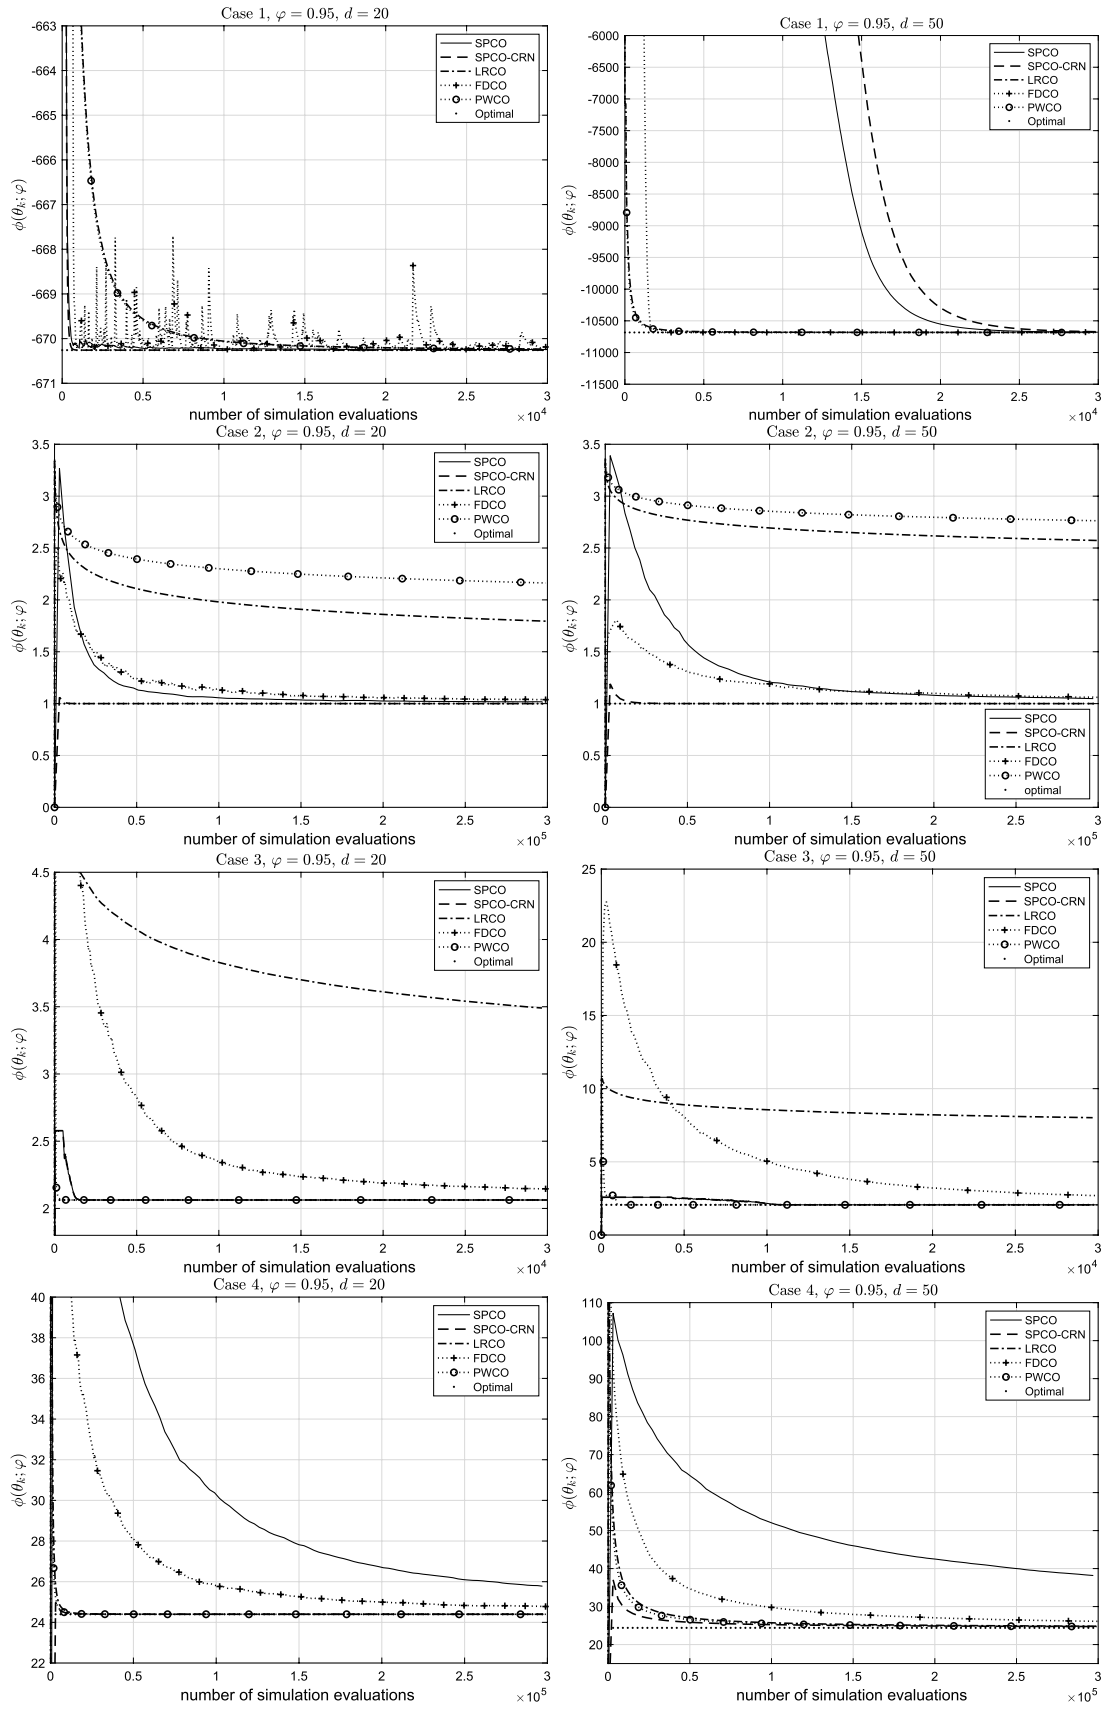 Case 1, φ = 0.95, d = 20
-663
-664
-665
-666
-667
-668
-669
-670
-671
ϕ(θk; φ)
SPCO
SPCO-CRN
LRCO
FDCO
PWCO
Optimal
0 0.5 1 1.5 2 2.5 3
number of simulation evaluations
×10^4
Case 1, φ = 0.95, d = 50
-6000
-6500
-7000
-7500
-8000
-8500
-9000
-9500
-10000
-10500
-11000
-11500
ϕ(θk; φ)
SPCO
SPCO-CRN
LRCO
FDCO
PWCO
Optimal
0 0.5 1 1.5 2 2.5 3
number of simulation evaluations
×10^4
Case 2, φ = 0.95, d = 20
3.5
3
2.5
2
1.5
1
0.5
0
ϕ(θk; φ)
SPCO
SPCO-CRN
LRCO
FDCO
PWCO
Optimal
0 0.5 1 1.5 2 2.5 3
number of simulation evaluations
×10^5
Case 2, φ = 0.95, d = 50
3.5
3
2.5
2
1.5
1
0.5
0
ϕ(θk; φ)
SPCO
SPCO-CRN
LRCO
FDCO
PWCO
optimal
0 0.5 1 1.5 2 2.5 3
number of simulation evaluations
×10^5
Case 3, φ = 0.95, d = 20
4.5
4
3.5
3
2.5
2
ϕ(θk; φ)
SPCO
SPCO-CRN
LRCO
FDCO
PWCO
Optimal
0 0.5 1 1.5 2 2.5 3
number of simulation evaluations
×10^4
Case 3, φ = 0.95, d = 50
25
20
15
10
5
0
ϕ(θk; φ)
SPCO
SPCO-CRN
LRCO
FDCO
PWCO
Optimal
0 0.5 1 1.5 2 2.5 3
number of simulation evaluations
×10^4
Case 4, φ = 0.95, d = 20
40
38
36
34
32
30
28
26
24
22
ϕ(θk; φ)
SPCO
SPCO-CRN
LRCO
FDCO
PWCO
Optimal
0 0.5 1 1.5 2 2.5 3
number of simulation evaluations
×10^5
Case 4, φ = 0.95, d = 50
110
100
90
80
70
60
50
40
30
20
ϕ(θk; φ)
SPCO
SPCO-CRN
LRCO
FDCO
PWCO
Optimal
0 0.5 1 1.5 2 2.5 3
number of simulation evaluations
×10^5